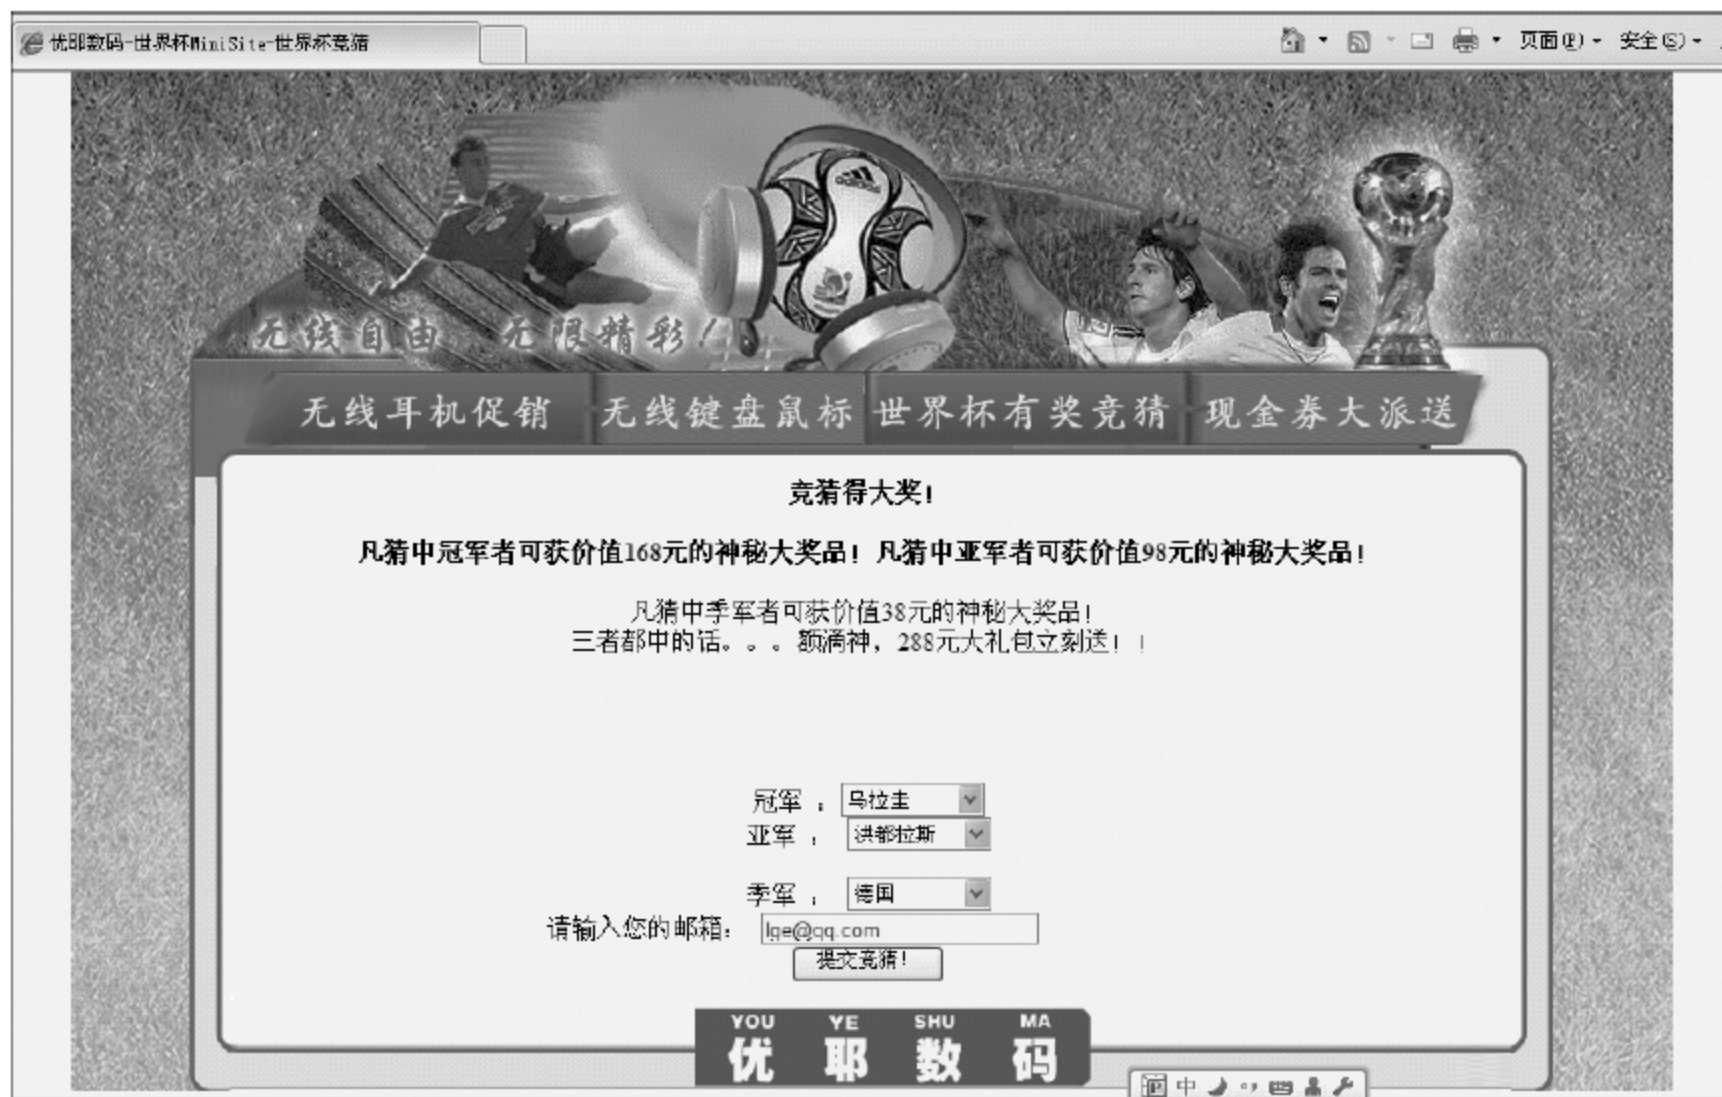 优耶数码-世界杯MiniSite-世界杯竞猜
页面(P) 安全(S)
adidas
无线自由 无限精彩!
无线耳机促销 无线键盘鼠标 世界杯有奖竞猜 现金券大派送
竞猜得大奖!
凡猜中冠军者可获价值168元的神秘大奖品! 凡猜中亚军者可获价值98元的神秘大奖品!
凡猜中季军者可获价值38元的神秘大奖品!
三者都中的话。。。额滴神，288元大礼包立刻送!!
冠军： 乌拉圭
亚军： 洪都拉斯
季军： 德国
请输入您的邮箱： lge@qq.com
提交竞猜!
YOU YE SHU MA
优耶数码
中